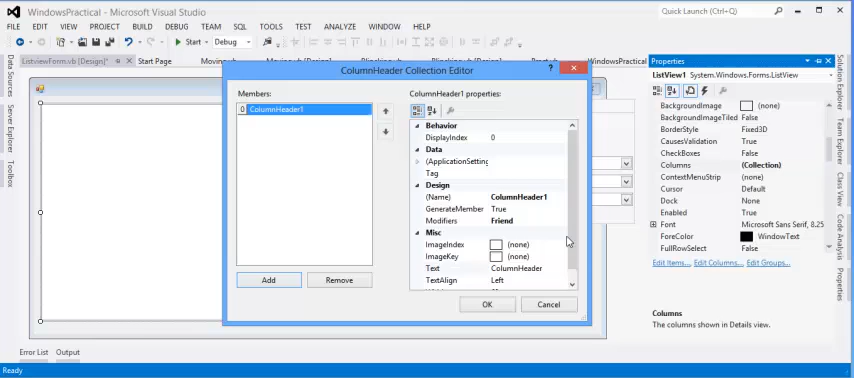 WindowsPractical - Microsoft Visual Studio
Quick Launch (Ctrl+Q)
FILE EDIT VIEW PROJECT BUILD DEBUG TEAM SQL TOOLS TEST ANALYZE WINDOW HELP
Start Debug
ListviewForm.vb [Design]* Start Page WindowsPractical
Data Sources
Server Explorer
Toolbox
ColumnHeader Collection Editor
?
Members:
0 ColumnHeader1
Add Remove
ColumnHeader1 properties:
Behavior
DisplayIndex 0
Data
(ApplicationSetting
Tag
Design
(Name) ColumnHeader1
GenerateMember True
Modifiers Friend
Misc
ImageIndex (none)
ImageKey (none)
Text ColumnHeader
TextAlign Left
OK Cancel
Properties
ListView1 System.Windows.Forms.ListView
BackgroundImage (none)
BackgroundImageTiled False
BorderStyle Fixed3D
CausesValidation True
CheckBoxes False
Columns (Collection)
ContextMenuStrip (none)
Cursor Default
Dock None
Enabled True
Font Microsoft Sans Serif, 8.25
ForeColor WindowText
FullRowSelect False
Edit Items... Edit Columns... Edit Groups...
Columns
The columns shown in Details view.
Solution Explorer
Team Explorer
Class View
Code Analysis
Properties
Error List Output
Ready